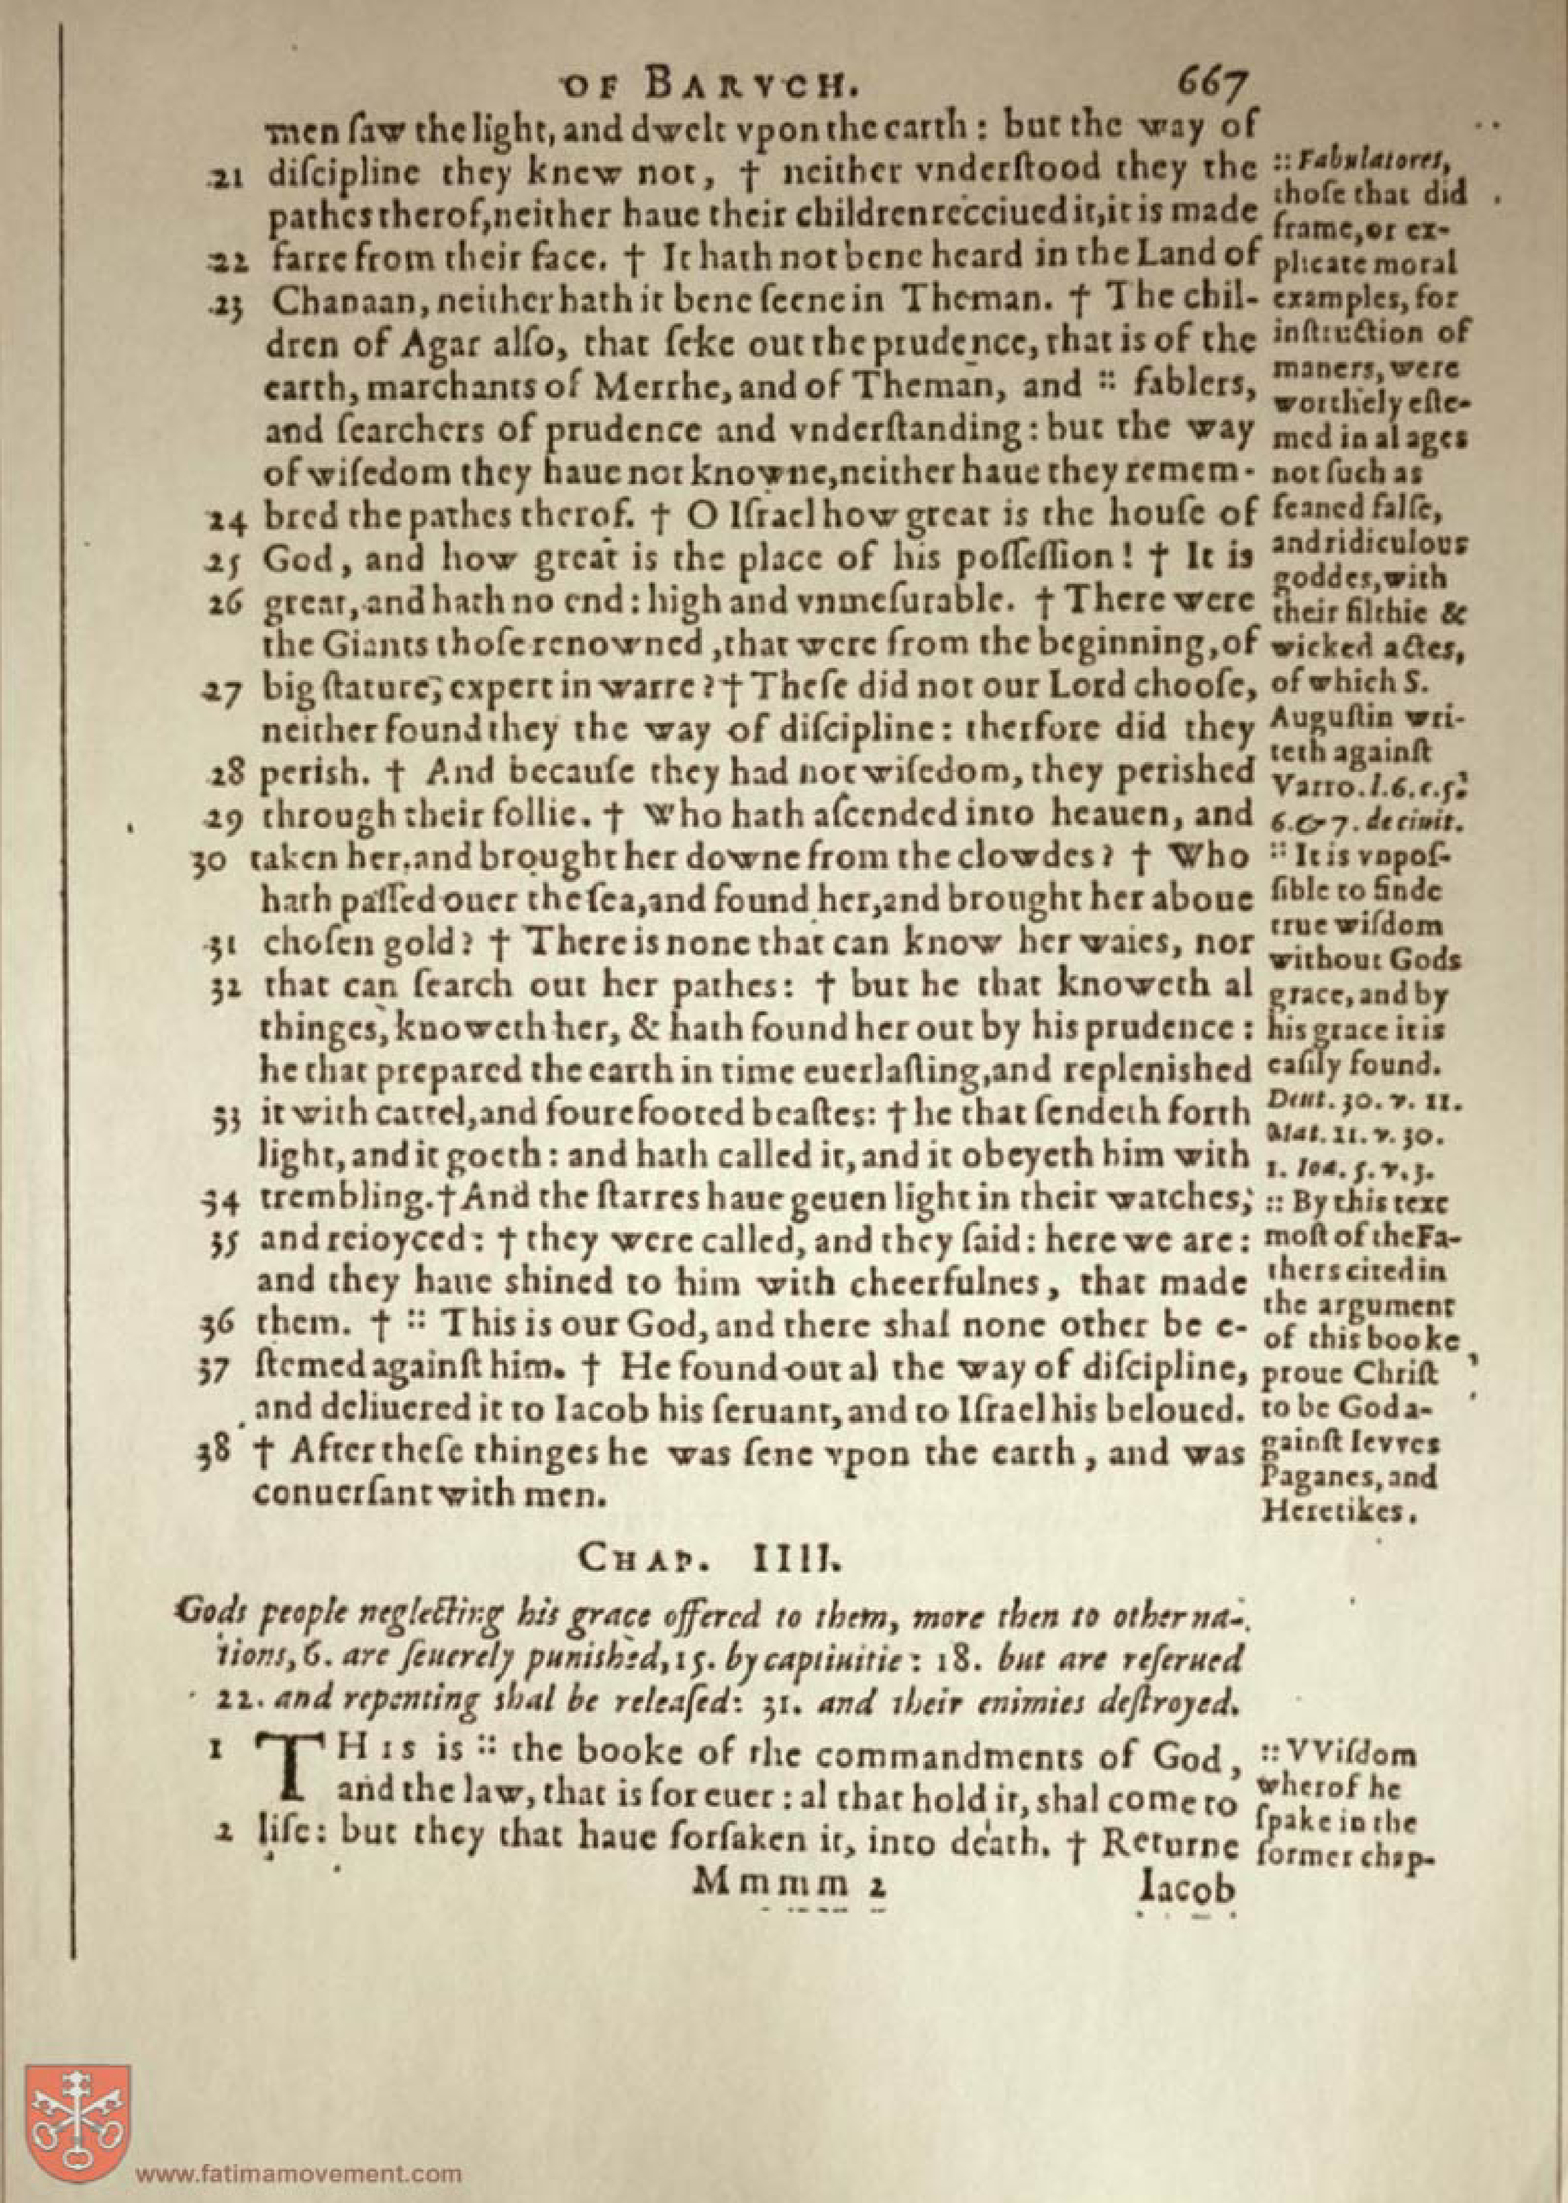 OF BARVCH. 667
men ſaw the light, and dwelt vpon the earth : but the way of
21 diſcipline they knew not, † neither vnderſtood they the
pathes therof, neither haue their children receiued it, it is made
22 farre from their face. † It hath not bene heard in the Land of
23 Chanaan, neither hath it bene ſeene in Theman. † The chil-
dren of Agar alſo, that ſeke out the prudence, that is of the
earth, marchants of Merrhe, and of Theman, and :: fablers,
and ſearchers of prudence and vnderſtanding : but the way
of wiſedom they haue not knowne, neither haue they remem-
24 bred the pathes therof. † O Iſrael how great is the houſe of
25 God, and how great is the place of his poſſeſſion! † It is
26 great, and hath no end : high and vnmeſurable. † There were
the Giants thoſe renowned, that were from the beginning, of
27 big ſtature, expert in warre? † Theſe did not our Lord chooſe,
neither found they the way of diſcipline: therfore did they
28 perish. † And becauſe they had not wiſedom, they perished
29 through their follie. † Who hath aſcended into heauen, and
30 taken her, and brought her downe from the clowdes? † Who
hath paſſed ouer the ſea, and found her, and brought her aboue
31 choſen gold? † There is none that can know her waies, nor
32 that can ſearch out her pathes: † but he that knoweth al
thinges, knoweth her, & hath found her out by his prudence :
he that prepared the earth in time euerlaſting, and replenished
33 it with cattel, and fourefooted beaſtes: † he that ſendeth forth
light, and it goeth : and hath called it, and it obeyeth him with
34 trembling. † And the ſtarres haue geuen light in their watches,
35 and reioyced: † they were called, and they ſaid: here we are:
and they haue shined to him with cheerfulnes, that made
36 them. † :: This is our God, and there shal none other be e-
37 ſtemed againſt him. † He found out al the way of diſcipline,
and deliuered it to Iacob his ſeruant, and to Iſrael his beloued.
38 † After theſe thinges he was ſene vpon the earth, and was
conuerſant with men.
:: Fabulatores,
thoſe that did
frame, or ex-
plicate moral
examples, for
inſtruction of
maners, were
worthely eſte-
med in al ages
not ſuch as
feaned falſe,
and ridiculous
goddes, with
their filthie &
wicked actes,
of which S.
Auguſtin wri-
teth againſt
Varro. l. 6. c. 5.
6. & 7. de ciuit.
:: It is vnpoſ-
ſible to finde
true wiſdom
without Gods
grace, and by
his grace it is
eaſily found.
Deut. 30. v. 11.
Mat. 11. v. 30.
1. Ioa. 5. v. 3.
:: By this text
moſt of the Fa-
thers cited in
the argument
of this booke
proue Chriſt
to be God a-
gainſt Iewes
Paganes, and
Heretikes.
CHAP. IIII.
Gods people neglecting his grace offered to them, more then to other na-
tions, 6. are ſeuerely punished, 15. by captiuitie: 18. but are reſerued
22. and repenting shal be releaſed: 31. and their enimies deſtroyed.
1 THIS is :: the booke of the commandments of God,
and the law, that is for euer : al that hold it, shal come to
2 life: but they that haue forſaken it, into death. † Returne
:: VViſdom
wherof he
ſpake in the
former chap-
Mmmm 2 Iacob
www.fatimamovement.com